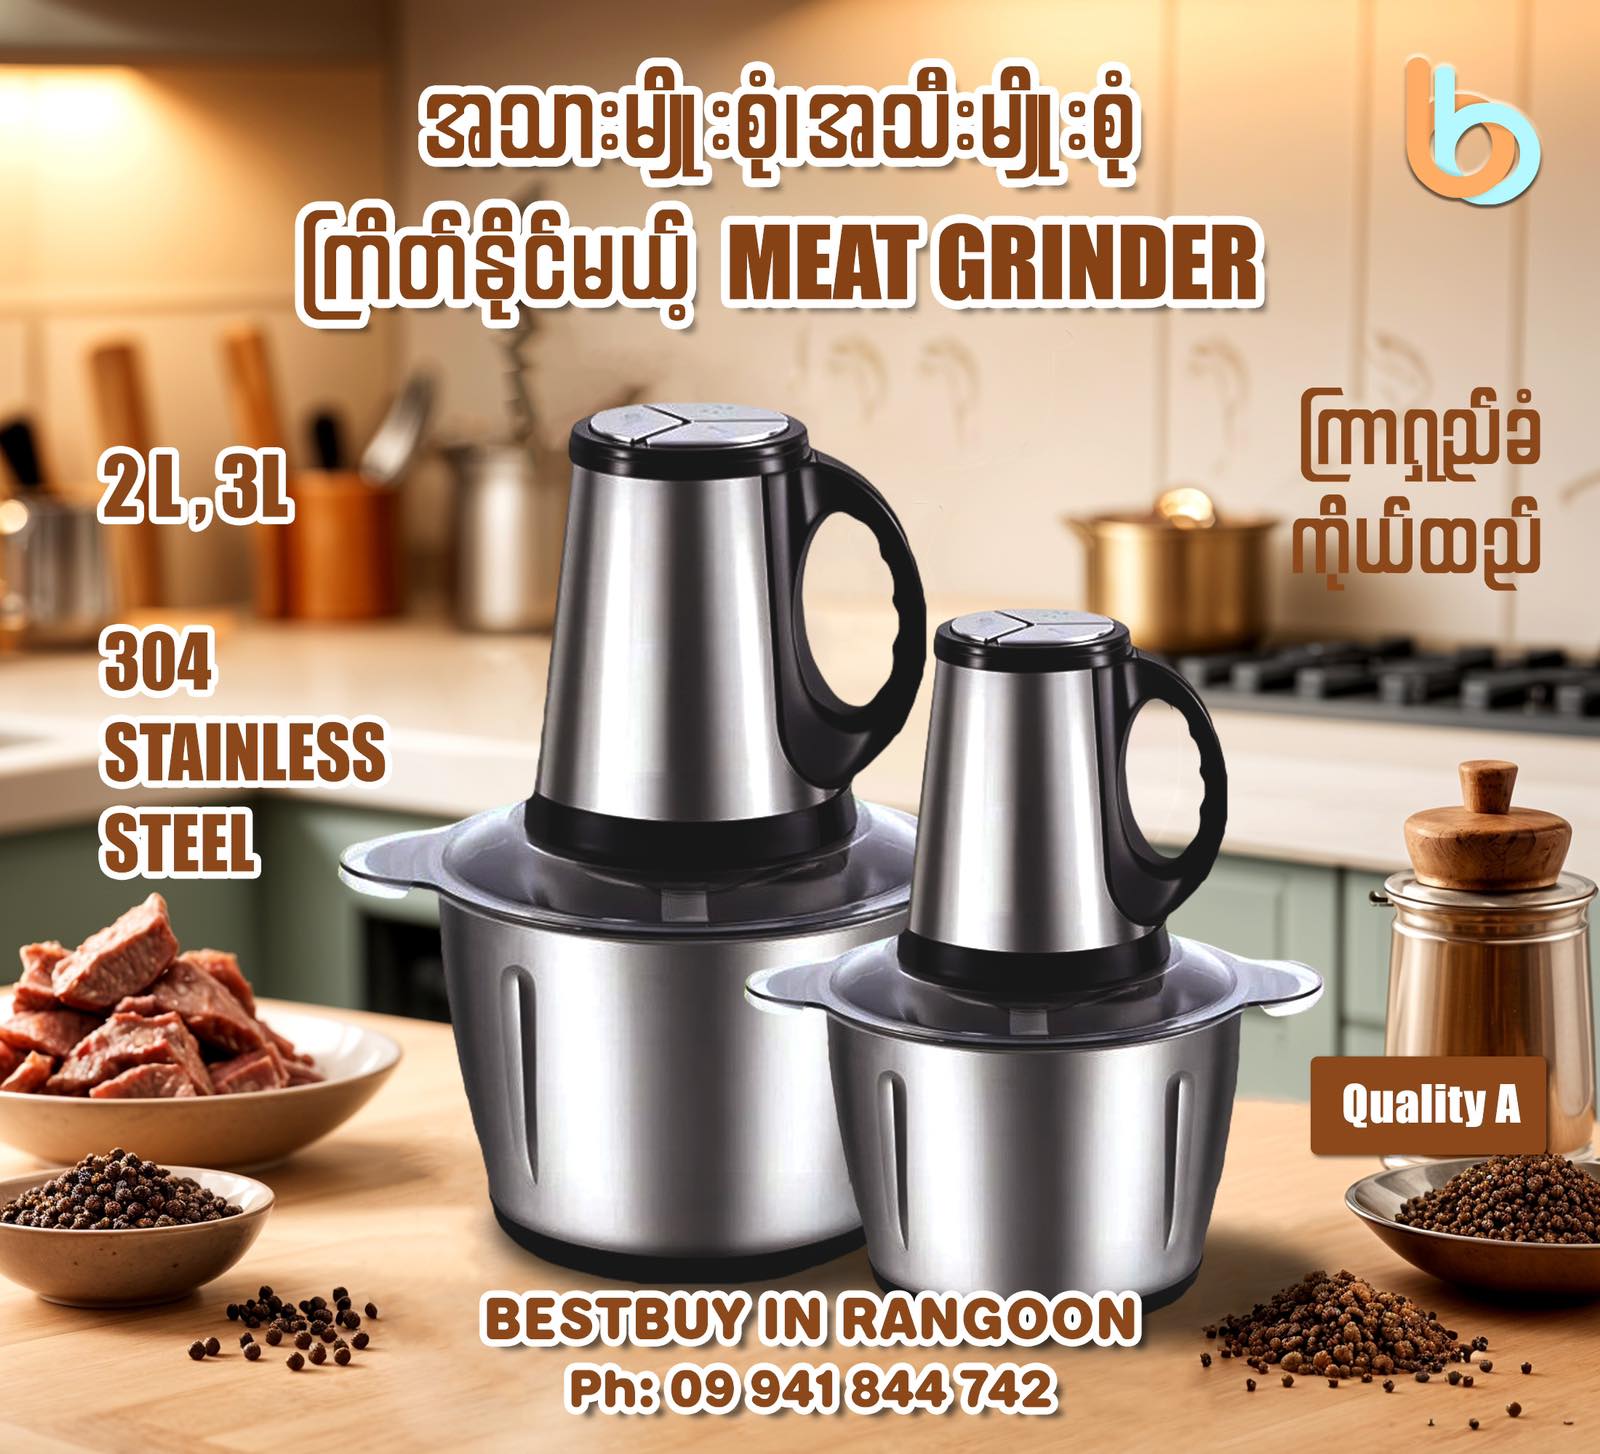 အသားမျိုးစုံ၊အသီးမျိုးစုံ
ကြိတ်နိုင်မယ့် MEAT GRINDER
2L,3L
304
STAINLESS
STEEL
ကြာရှည်ခံ
ကိုယ်ထည်
Quality A
BESTBUY IN RANGOON
Ph: 09 941 844 742